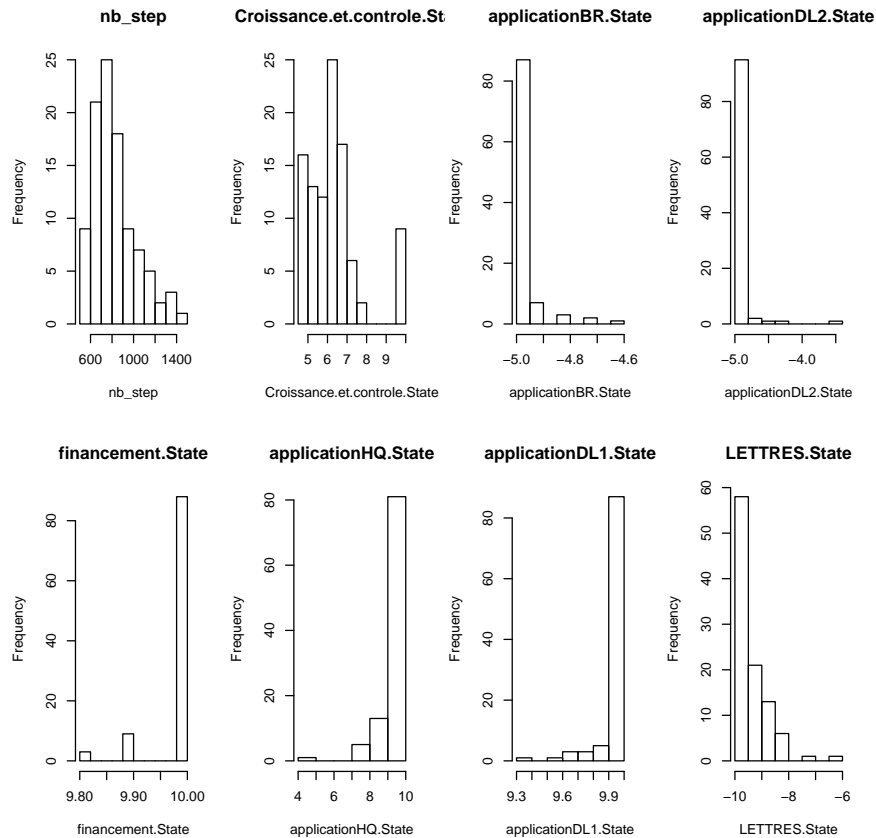 nb_step
Croissance.et.controle.Sta
applicationBR.State
applicationDL2.State
Frequency
0 5 10 15 20 25
600 1000 1400
nb_step
Frequency
0 5 10 15 20 25
5 6 7 8 9
Croissance.et.controle.State
Frequency
0 20 40 60 80
−5.0 −4.8 −4.6
applicationBR.State
Frequency
0 20 40 60 80
−5.0 −4.0
applicationDL2.State
financement.State
applicationHQ.State
applicationDL1.State
LETTRES.State
Frequency
0 20 40 60 80
9.80 9.90 10.00
financement.State
Frequency
0 20 40 60 80
4 6 8 10
applicationHQ.State
Frequency
0 20 40 60 80
9.3 9.6 9.9
applicationDL1.State
Frequency
0 10 20 30 40 50 60
−10 −8 −7 −6
LETTRES.State